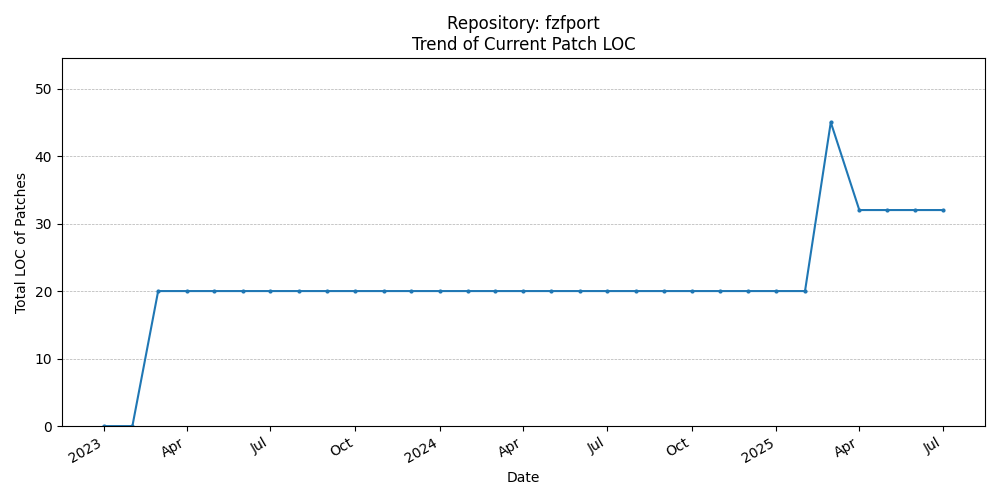 Repository: fzfport
Trend of Current Patch LOC
Total LOC of Patches
50
40
30
20
10
0
2023
Apr
Jul
Oct
2024
Apr
Jul
Oct
2025
Apr
Jul
Date